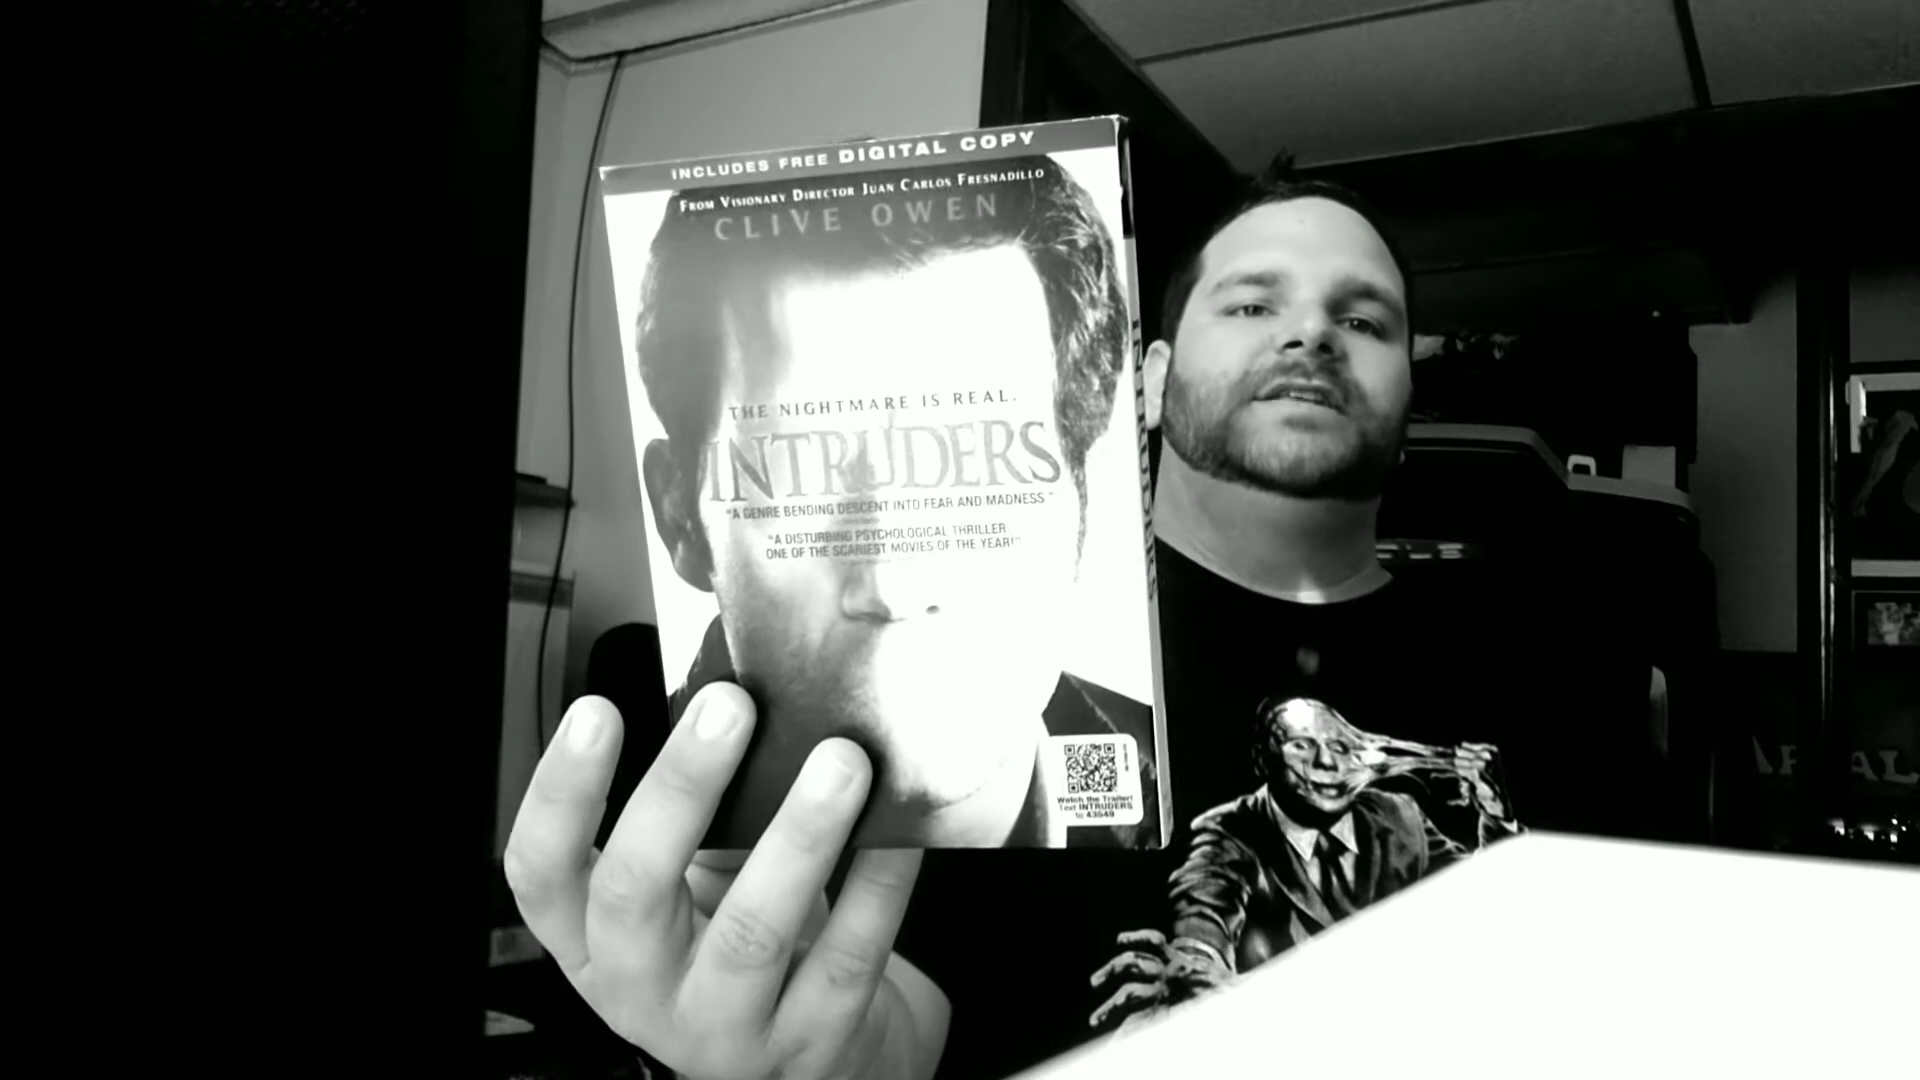 INCLUDES FREE DIGITAL COPY
FROM VISIONARY DIRECTOR JUAN CARLOS FRESNADILLO
CLIVE OWEN
THE NIGHTMARE IS REAL.
INTRUDERS
"A GENRE BENDING DESCENT INTO FEAR AND MADNESS"
"A DISTURBING PSYCHOLOGICAL THRILLER.
ONE OF THE SCARIEST MOVIES OF THE YEAR!"
Watch the Trailer!
Text INTRUDERS
to 43549
INTRUDERS